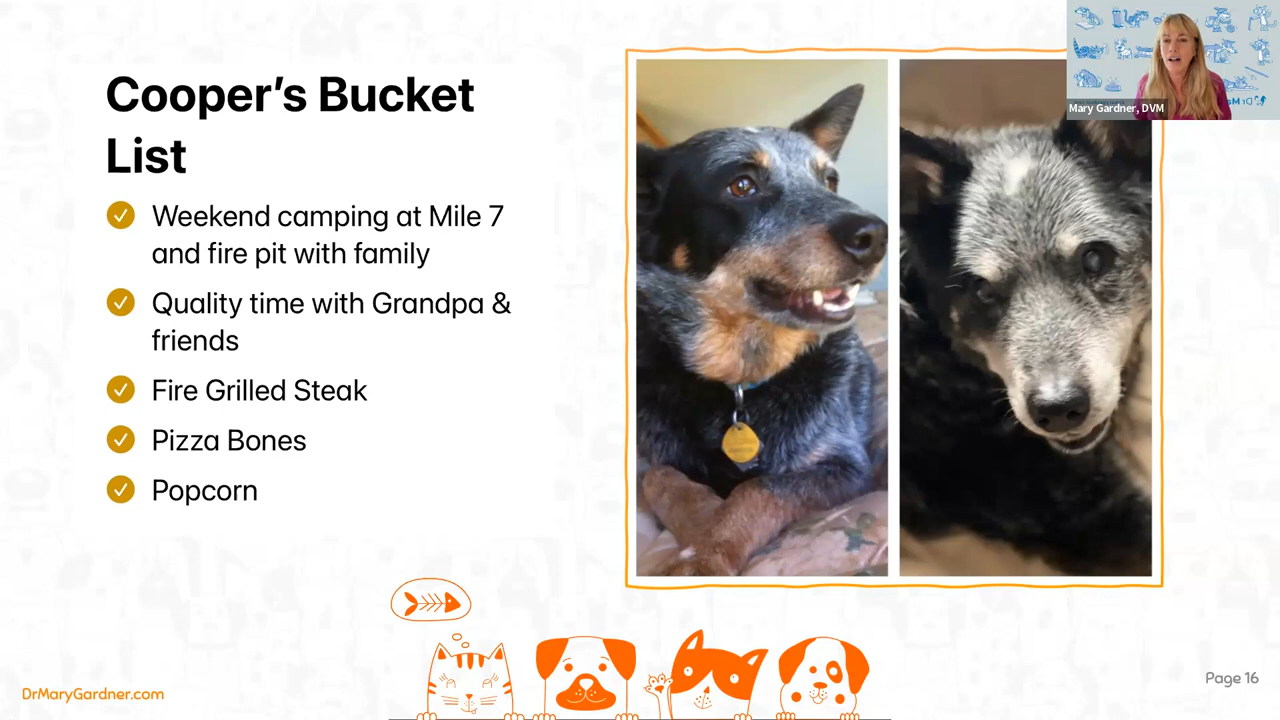 Cooper's Bucket
List
Weekend camping at Mile 7
and fire pit with family
Quality time with Grandpa &
friends
Fire Grilled Steak
Pizza Bones
Popcorn
Mary Gardner, DVM
DrMaryGardner.com
Page 16